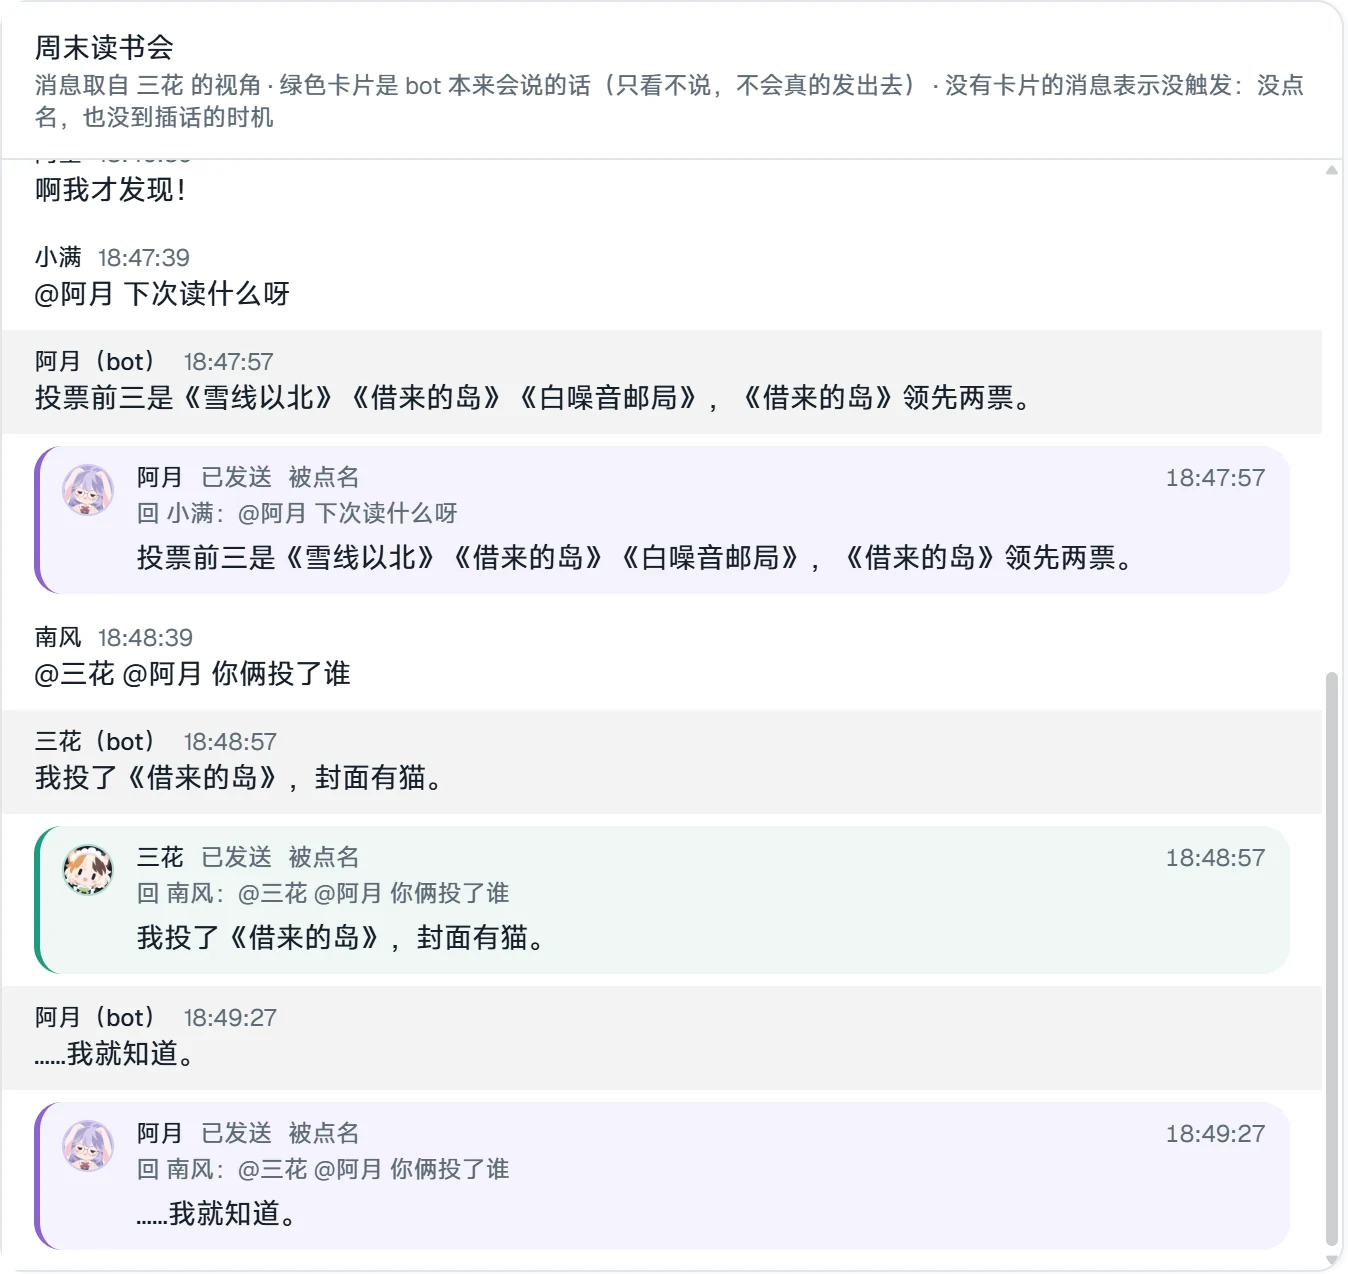 周末读书会
消息取自 三花 的视角 · 绿色卡片是 bot 本来会说的话（只看不说，不会真的发出去） · 没有卡片的消息表示没触发：没点
名，也没到插话的时机
啊我才发现！
小满 18:47:39
@阿月 下次读什么呀
阿月（bot） 18:47:57
投票前三是《雪线以北》《借来的岛》《白噪音邮局》，《借来的岛》领先两票。
阿月 已发送 被点名 18:47:57
回 小满：@阿月 下次读什么呀
投票前三是《雪线以北》《借来的岛》《白噪音邮局》，《借来的岛》领先两票。
南风 18:48:39
@三花 @阿月 你俩投了谁
三花（bot） 18:48:57
我投了《借来的岛》，封面有猫。
三花 已发送 被点名 18:48:57
回 南风：@三花 @阿月 你俩投了谁
我投了《借来的岛》，封面有猫。
阿月（bot） 18:49:27
……我就知道。
阿月 已发送 被点名 18:49:27
回 南风：@三花 @阿月 你俩投了谁
……我就知道。